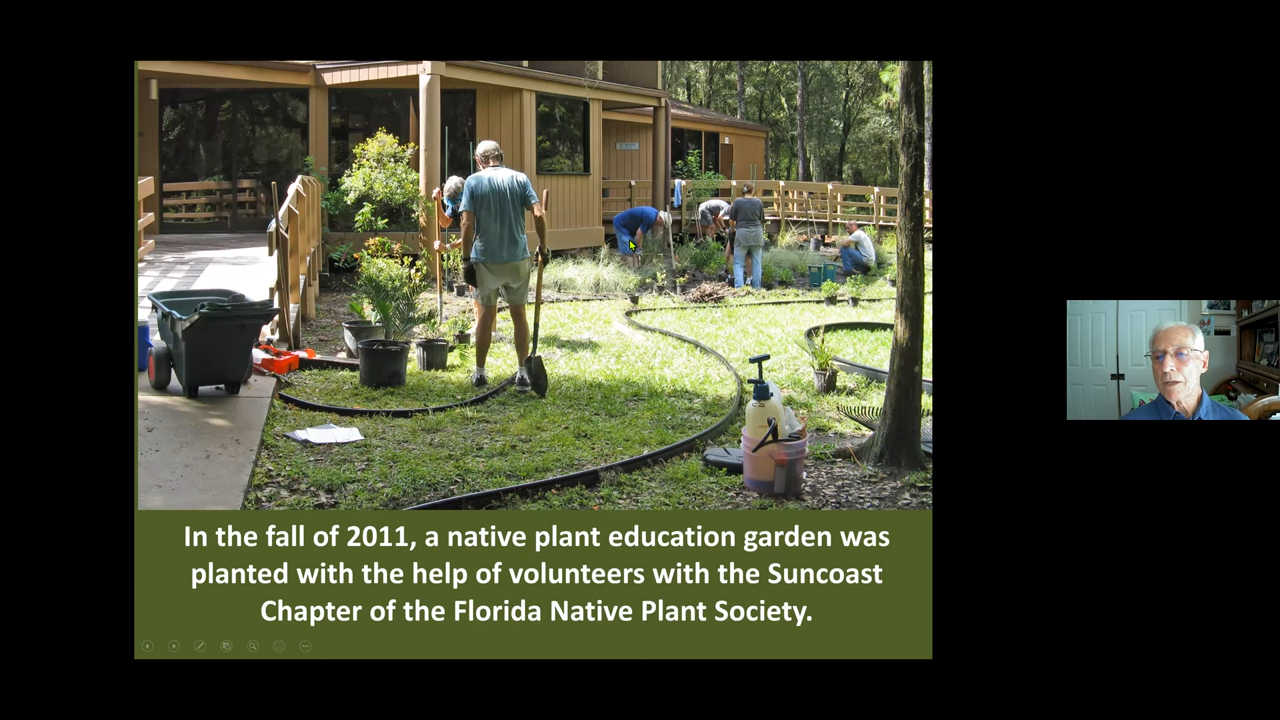 In the fall of 2011, a native plant education garden was
planted with the help of volunteers with the Suncoast
Chapter of the Florida Native Plant Society.